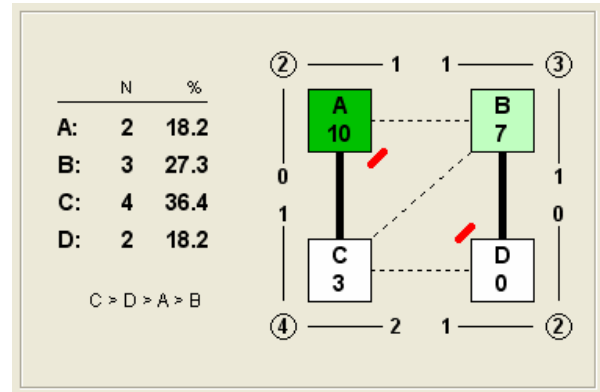 N %
A: 2 18.2
B: 3 27.3
C: 4 36.4
D: 2 18.2
C > D > A > B
2 1 1 3
A B
10 7
0 1
1 0
C D
3 0
4 2 1 2